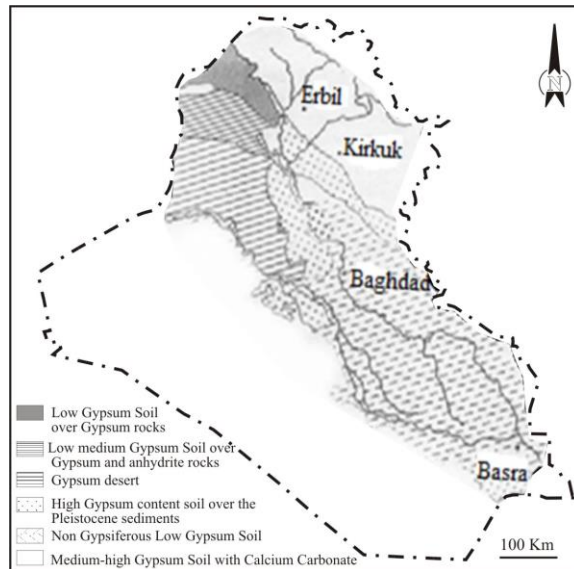 N
Erbil
Kirkuk
Baghdad
Basra
Low Gypsum Soil
over Gypsum rocks
Low medium Gypsum Soil over
Gypsum and anhydrite rocks
Gypsum desert
High Gypsum content soil over the
Pleistocene sediments
Non Gypsiferous Low Gypsum Soil
Medium-high Gypsum Soil with Calcium Carbonate
100 Km